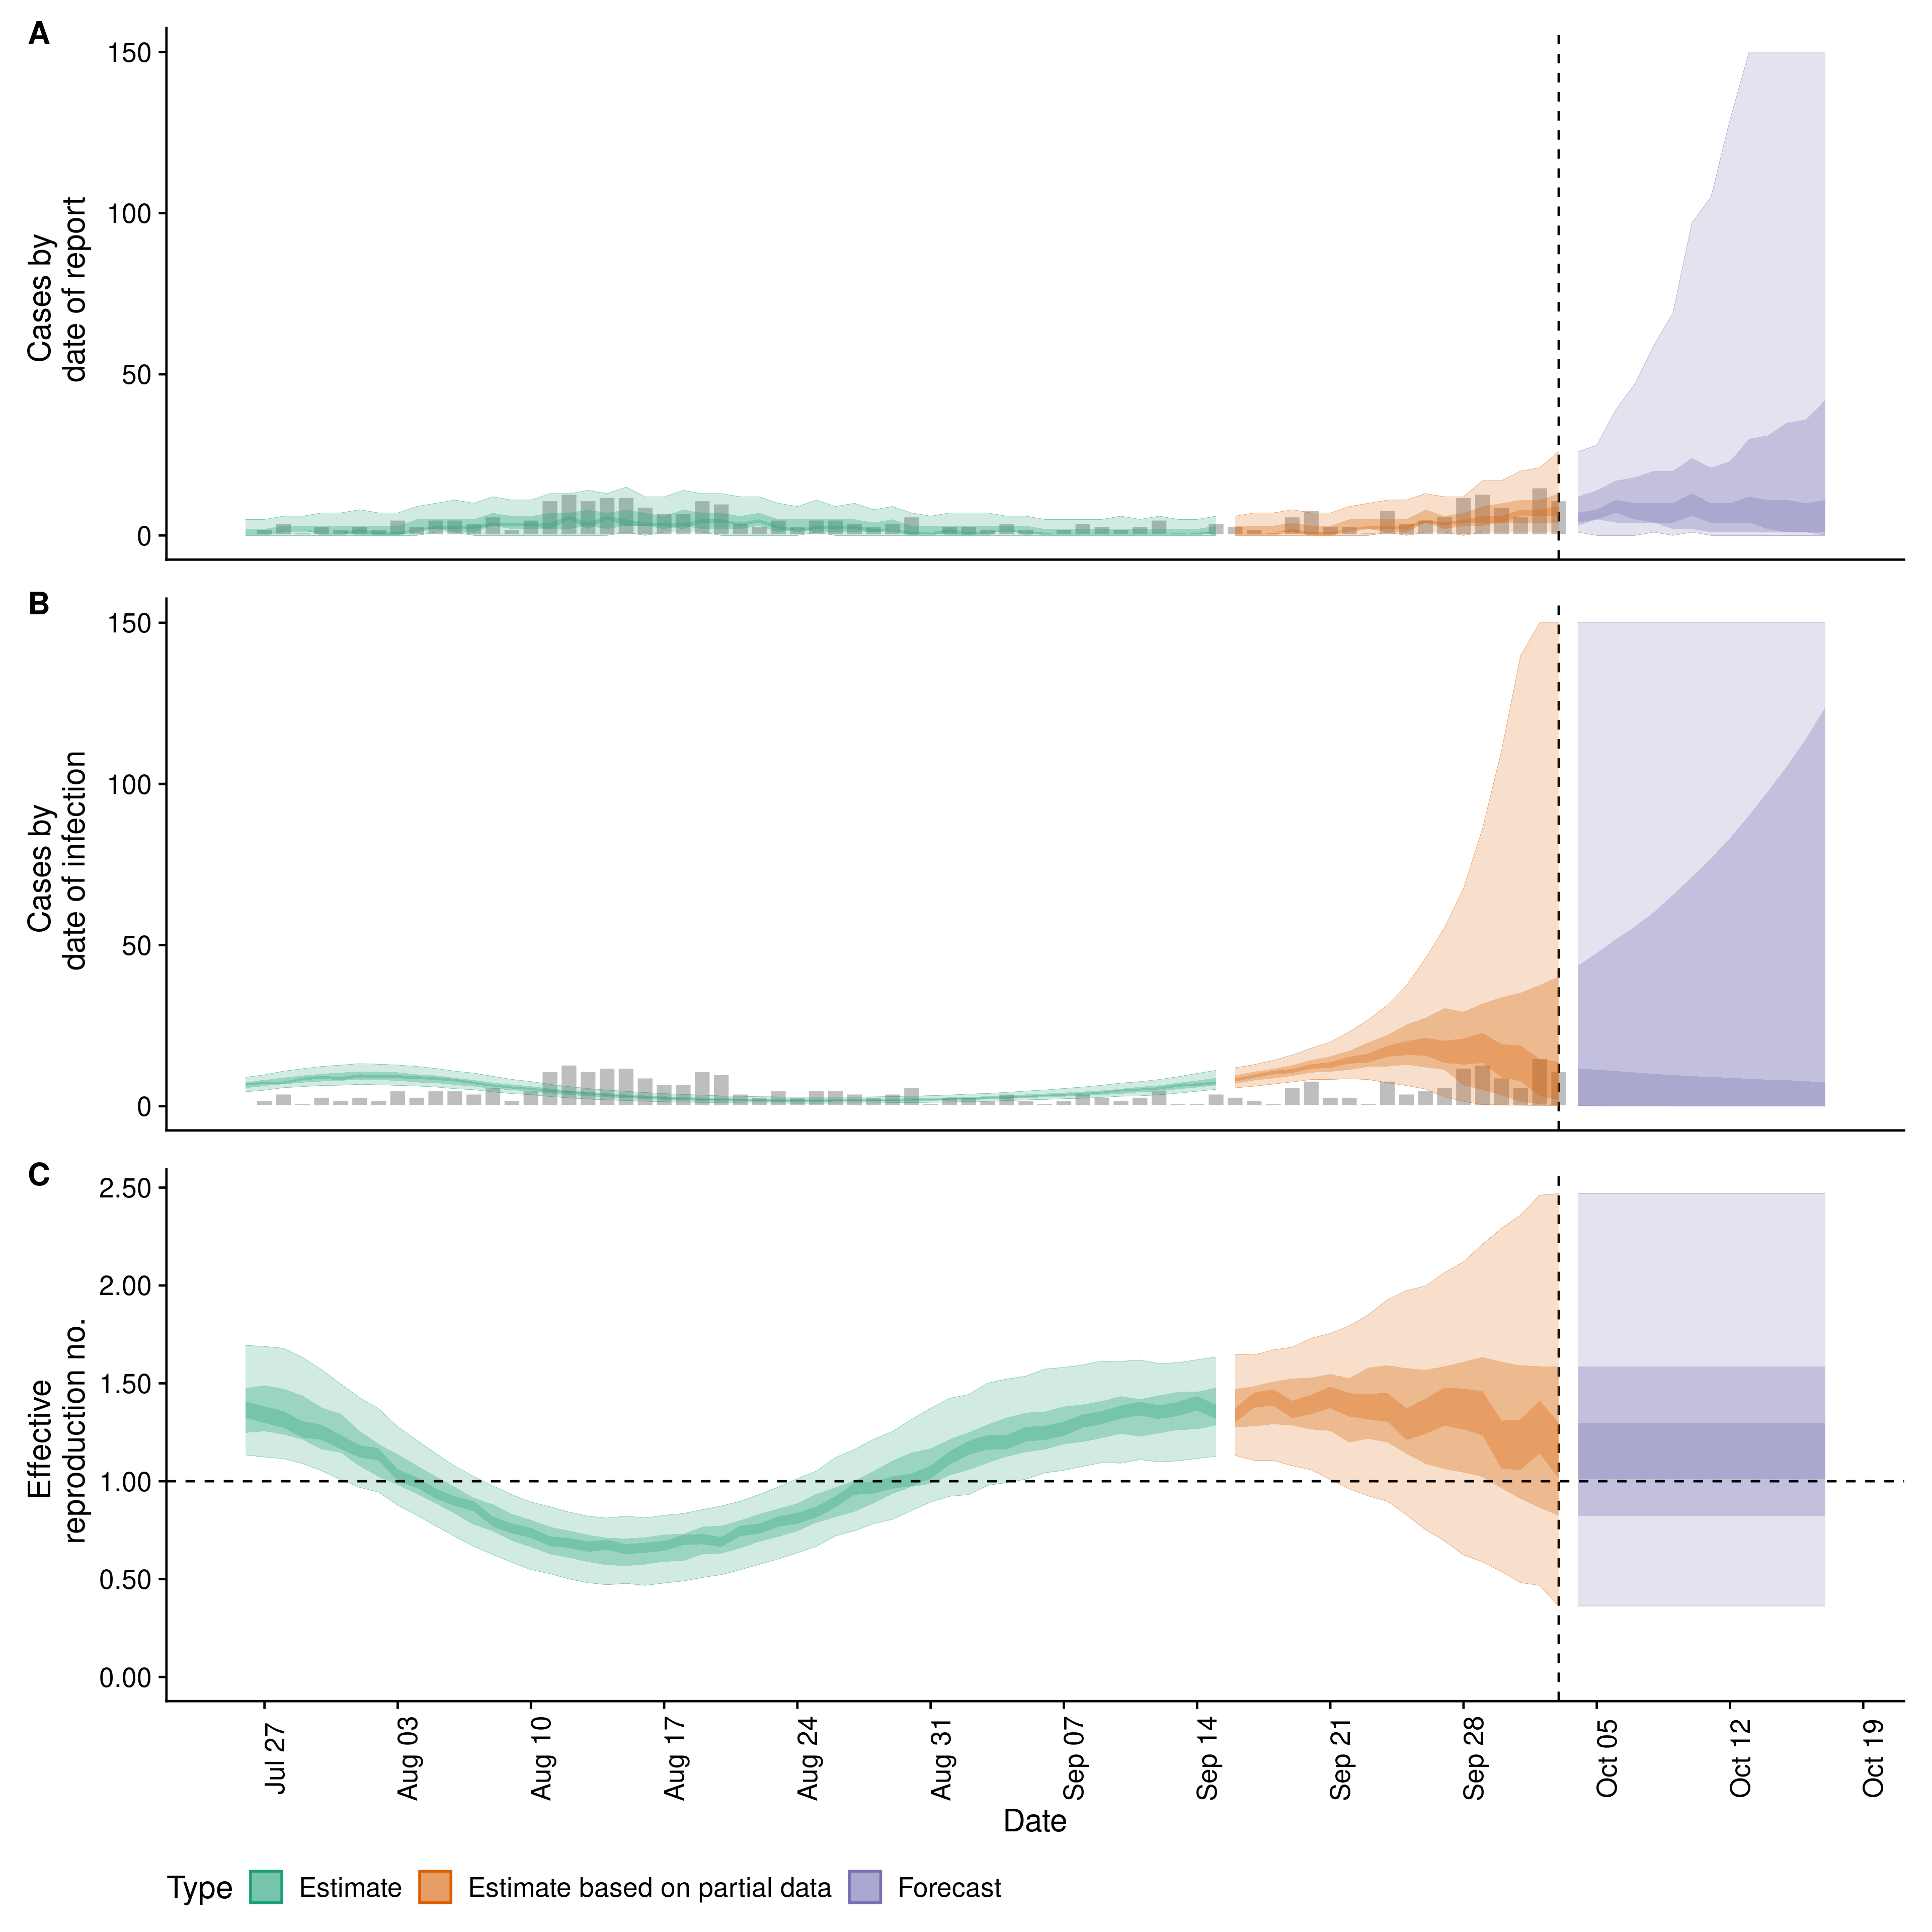 A
Cases by
date of report
150
100
50
0
B
Cases by
date of infection
150
100
50
0
C
Effective
reproduction no.
2.50
2.00
1.50
1.00
0.50
0.00
Jul 27
Aug 03
Aug 10
Aug 17
Aug 24
Aug 31
Sep 07
Sep 14
Sep 21
Sep 28
Oct 05
Oct 12
Oct 19
Date
Type Estimate Estimate based on partial data Forecast